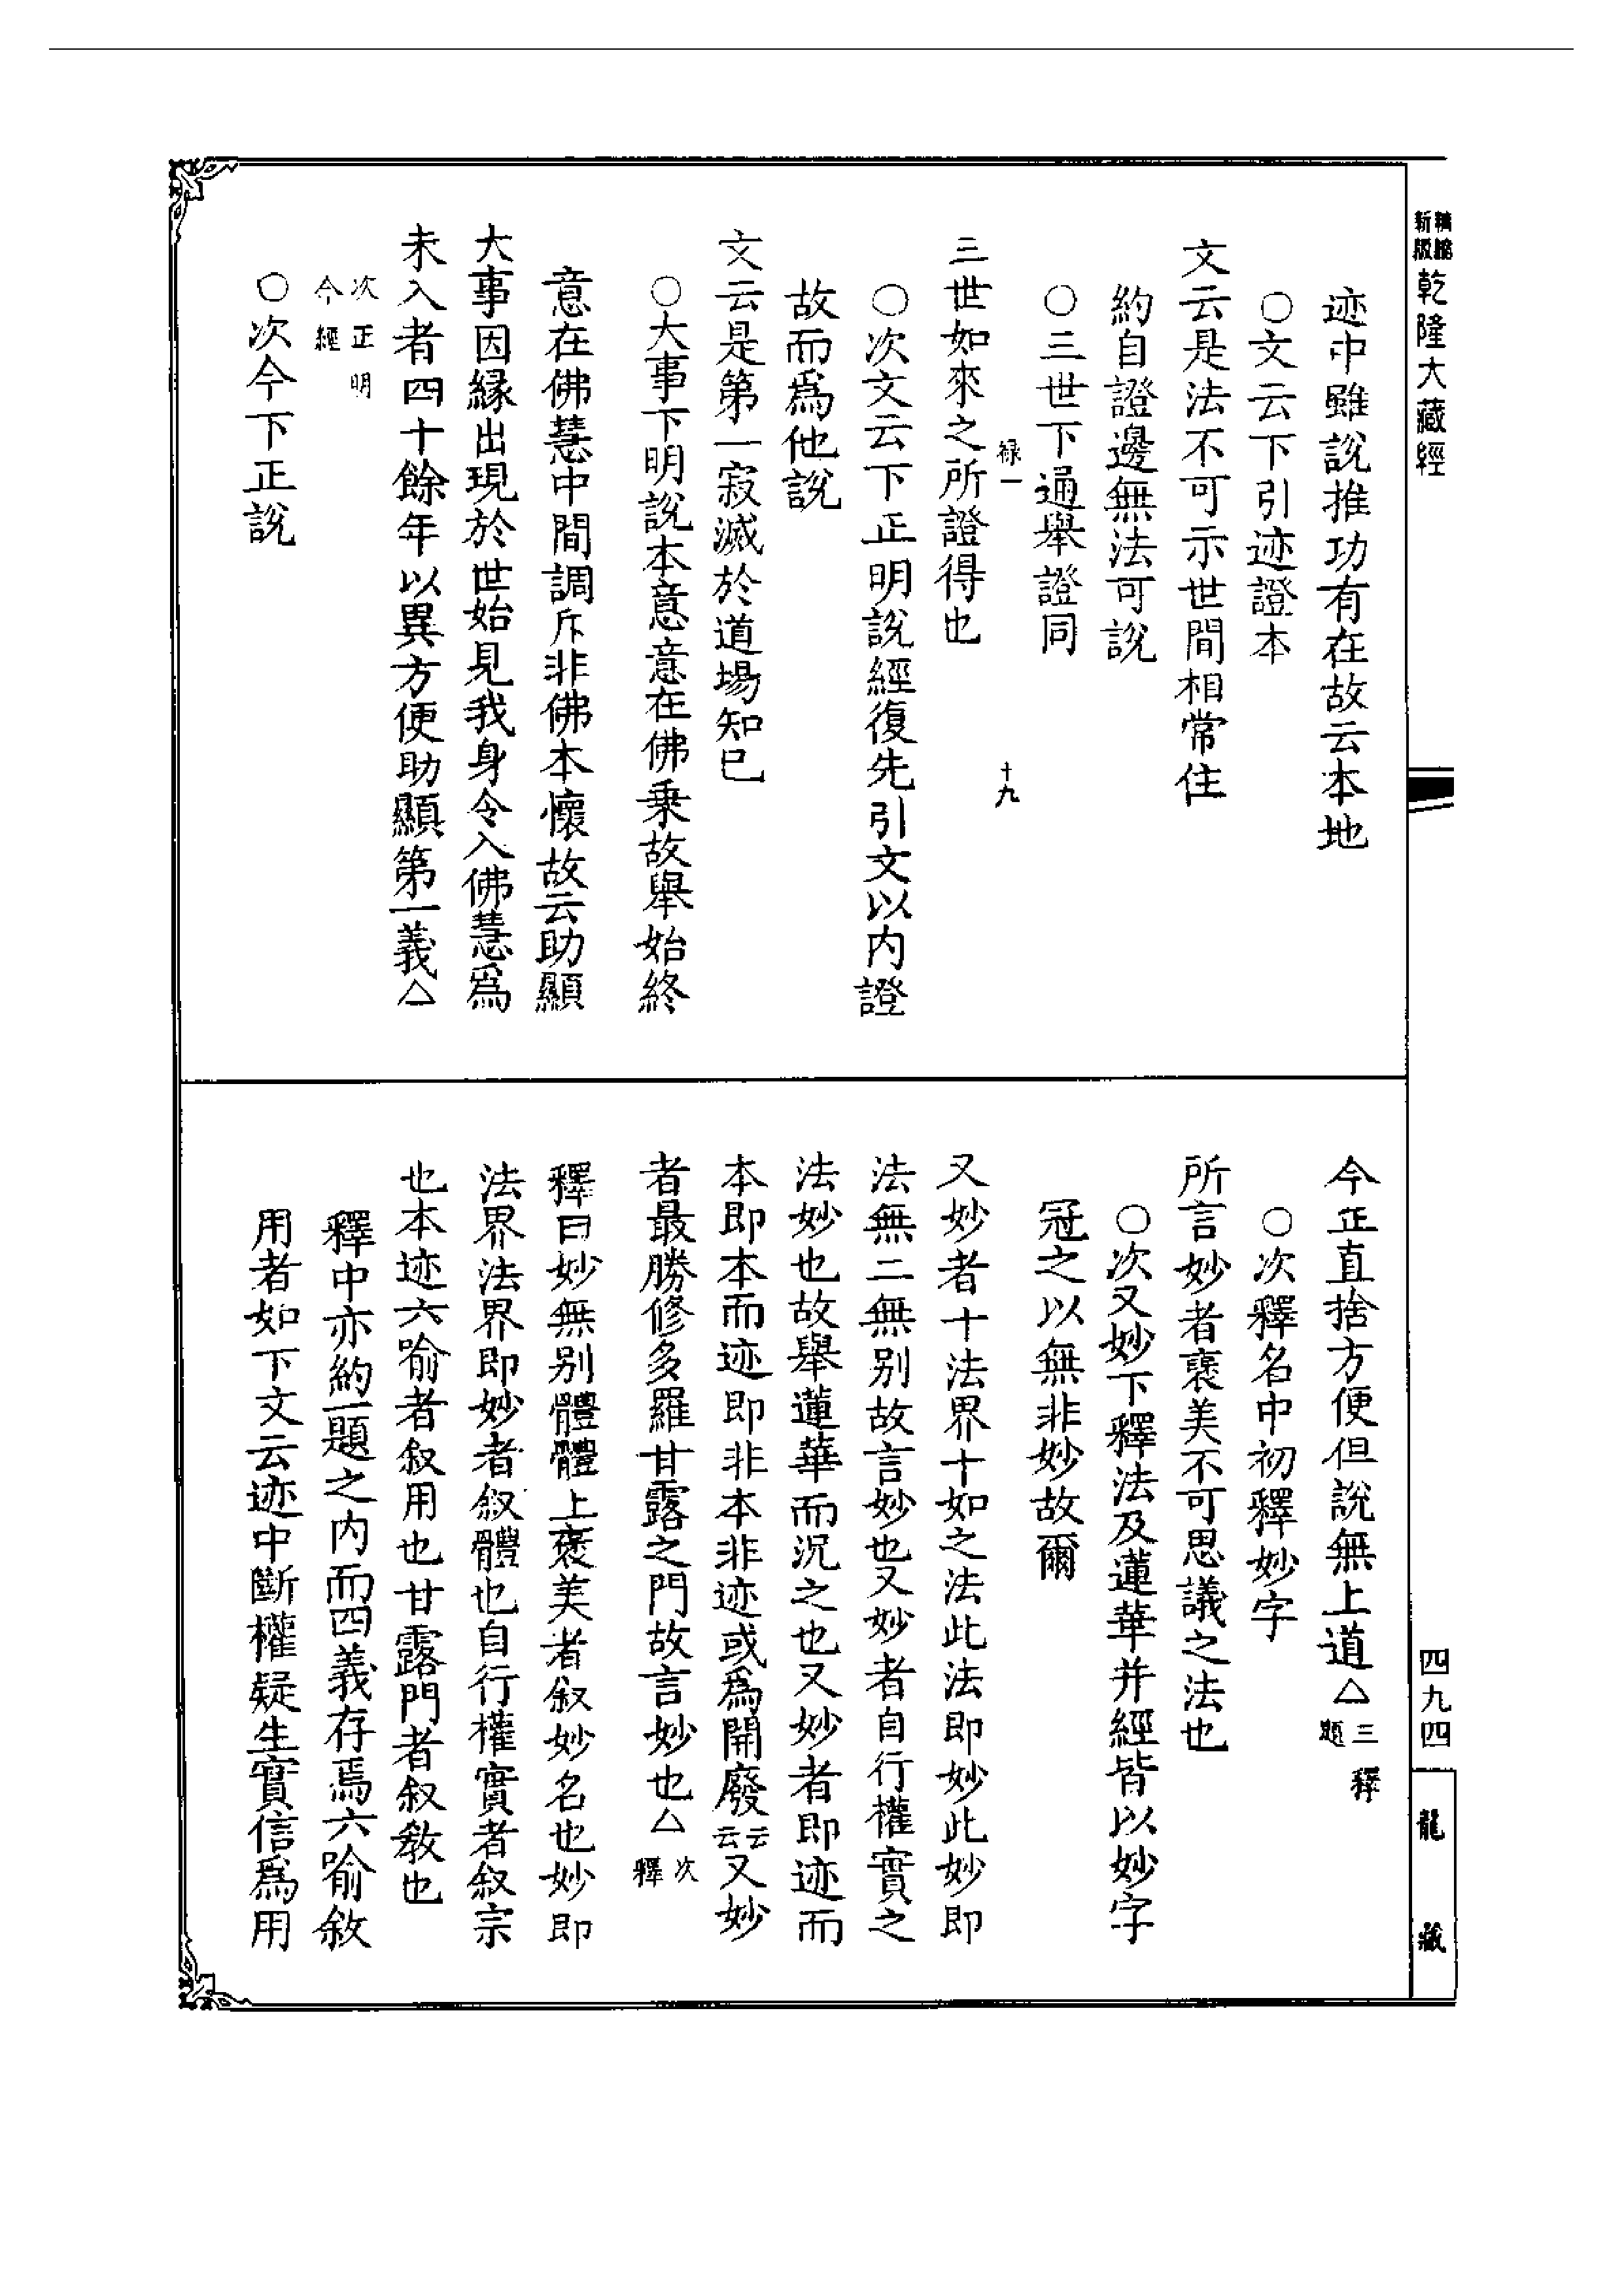 新版精縮乾隆大藏經
迹中雖說推功有在故云本地
○文云下引迹證本
文云是法不可示世間相常住
約自證邊無法可說
○三世下通舉證同
祿一 十九
三世如來之所證得也
○次文云下正明說經復先引文以內證
故而爲他說
文云是第一寂滅於道場知已
○大事下明說本意意在佛乗故舉始終
意在佛慧中間調斥非佛本懷故云助顯
大事因緣出現於世始見我身令入佛慧爲
未入者四十餘年以異方便助顯第一義△
次正明
今經
○次今下正說
今正直捨方便但說無上道△三釋題
○次釋名中初釋妙字
所言妙者褒美不可思議之法也
○次又妙下釋法及蓮華并經皆以妙字
冠之以無非妙故爾
又妙者十法界十如之法此法即妙此妙即
法無二無别故言妙也又妙者自行權實之
法妙也故舉蓮華而況之也又妙者即迹而
本即本而迹即非本非迹或爲開廢云云又妙
者最勝修多羅甘露之門故言妙也△次釋
釋曰妙無别體體上褒美者叙妙名也妙即
法界法界即妙者叙體也自行權實者叙宗
也本迹六喻者叙用也甘露門者叙教也
釋中亦約一題之內而四義存焉六喻敘
用者如下文云迹中斷權疑生實信爲用
四九四
龍藏